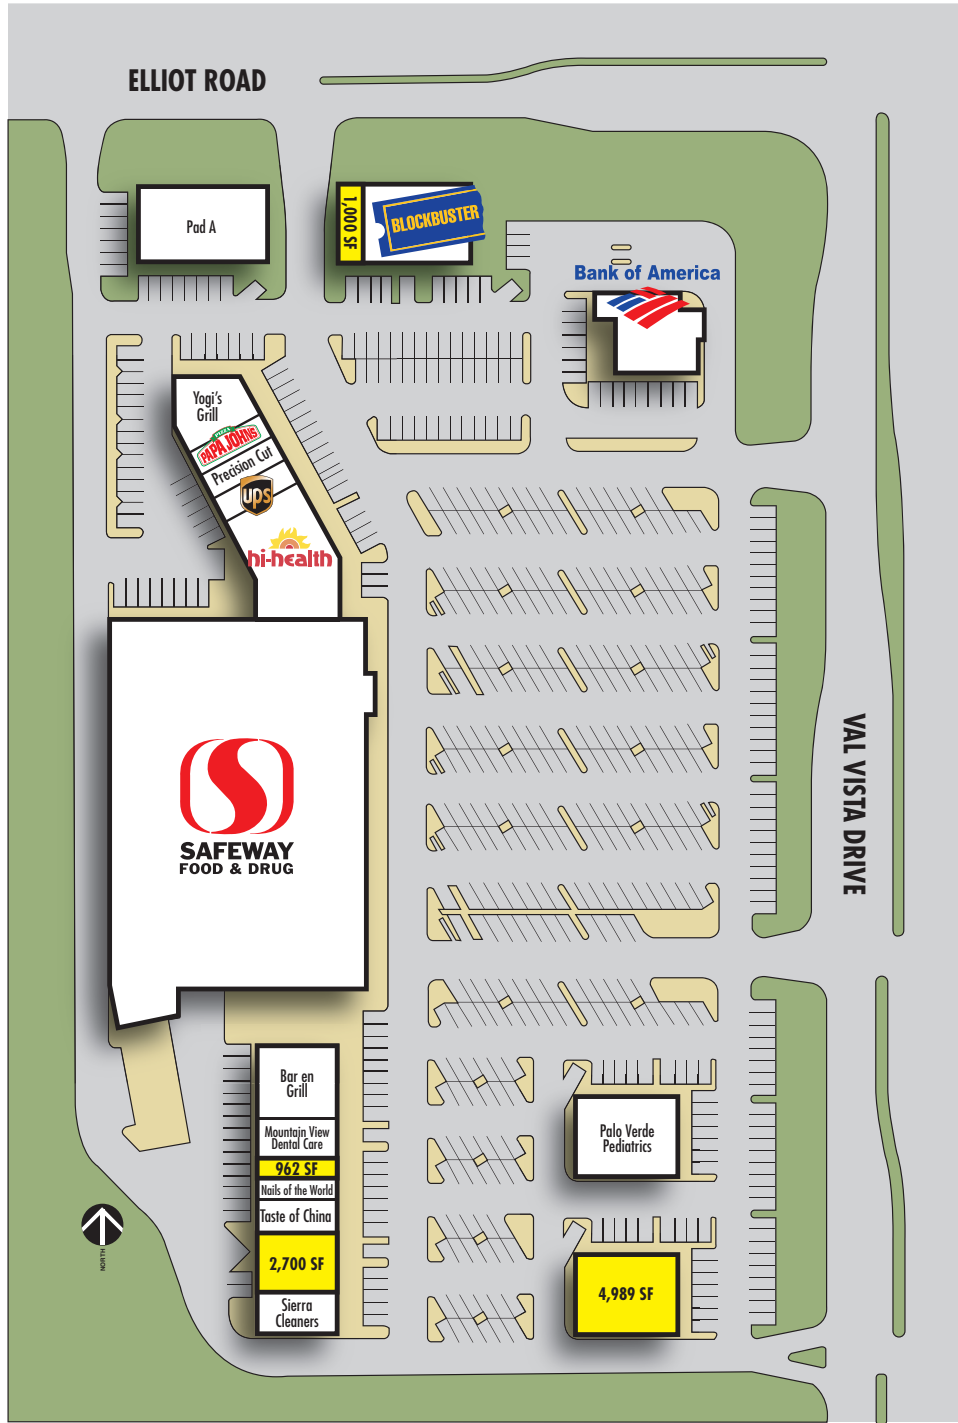 ELLIOT ROAD
Pad A
1,000 SF
BLOCKBUSTER
Bank of America
Yogi's
Grill
PIZZA
PAPA JOHNS
Precision Cut
ups
hi-health
SAFEWAY
FOOD & DRUG
VAL VISTA DRIVE
Bar en
Grill
Mountain View
Dental Care
962 SF
Nails of the World
Taste of China
2,700 SF
Sierra
Cleaners
Palo Verde
Pediatrics
4,989 SF
NORTH